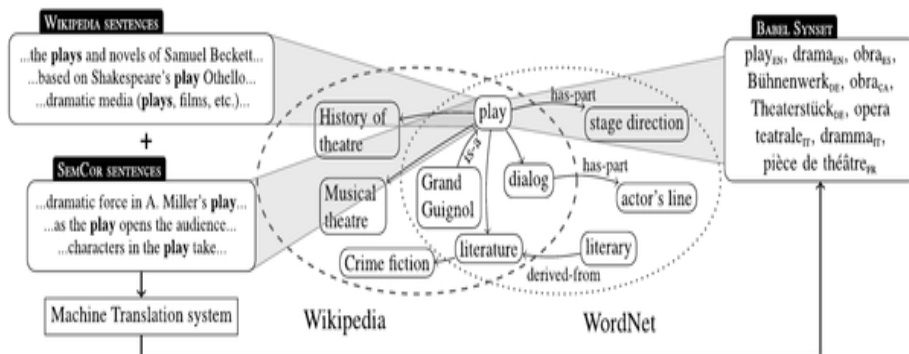 WIKIPEDIA SENTENCES
...the plays and novels of Samuel Beckett...
...based on Shakespeare's play Othello...
...dramatic media (plays, films, etc.)...
+
SEMCOR SENTENCES
...dramatic force in A. Miller's play...
...as the play opens the audience...
...characters in the play take...
Machine Translation system
play
has-part
stage direction
History of
theatre
is-a
Musical
theatre
Grand
Guignol
dialog
has-part
actor's line
literature
literary
Crime fiction
derived-from
Wikipedia
WordNet
BABEL SYNSET
playEN, dramaEN, obraES,
BühnenwerkDE, obraCA,
TheaterstückDE, opera
teatraleIT, drammaIT,
pièce de théâtreFR